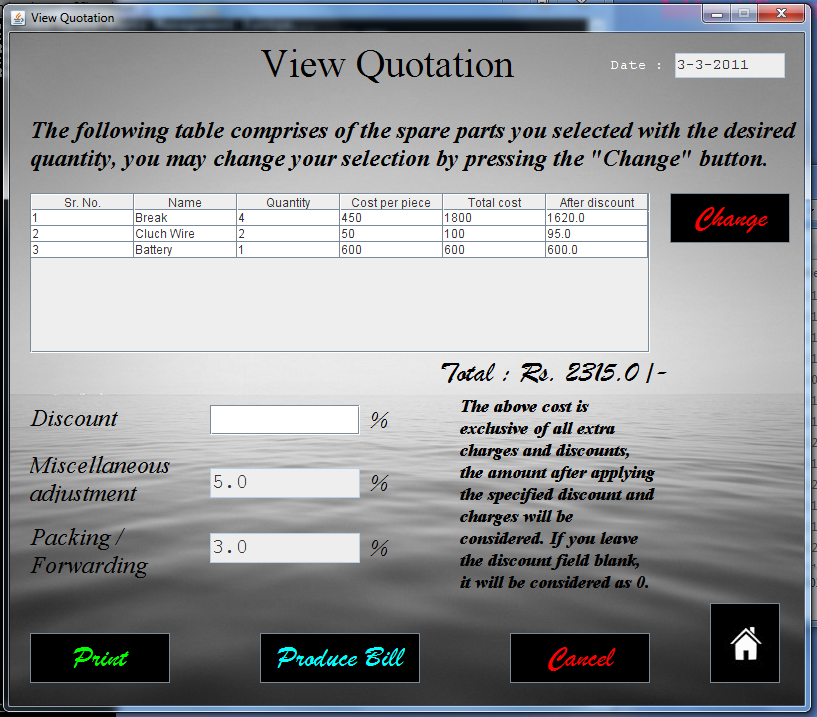 View Quotation
View Quotation
Date : 3-3-2011
The following table comprises of the spare parts you selected with the desired
quantity, you may change your selection by pressing the "Change" button.
Sr. No. Name Quantity Cost per piece Total cost After discount
1 Break 4 450 1800 1620.0
2 Cluch Wire 2 50 100 95.0
3 Battery 1 600 600 600.0
Change
Total : Rs. 2315.0 /-
Discount %
Miscellaneous
adjustment 5.0 %
Packing /
Forwarding 3.0 %
The above cost is
exclusive of all extra
charges and discounts,
the amount after applying
the specified discount and
charges will be
considered. If you leave
the discount field blank,
it will be considered as 0.
Print Produce Bill Cancel